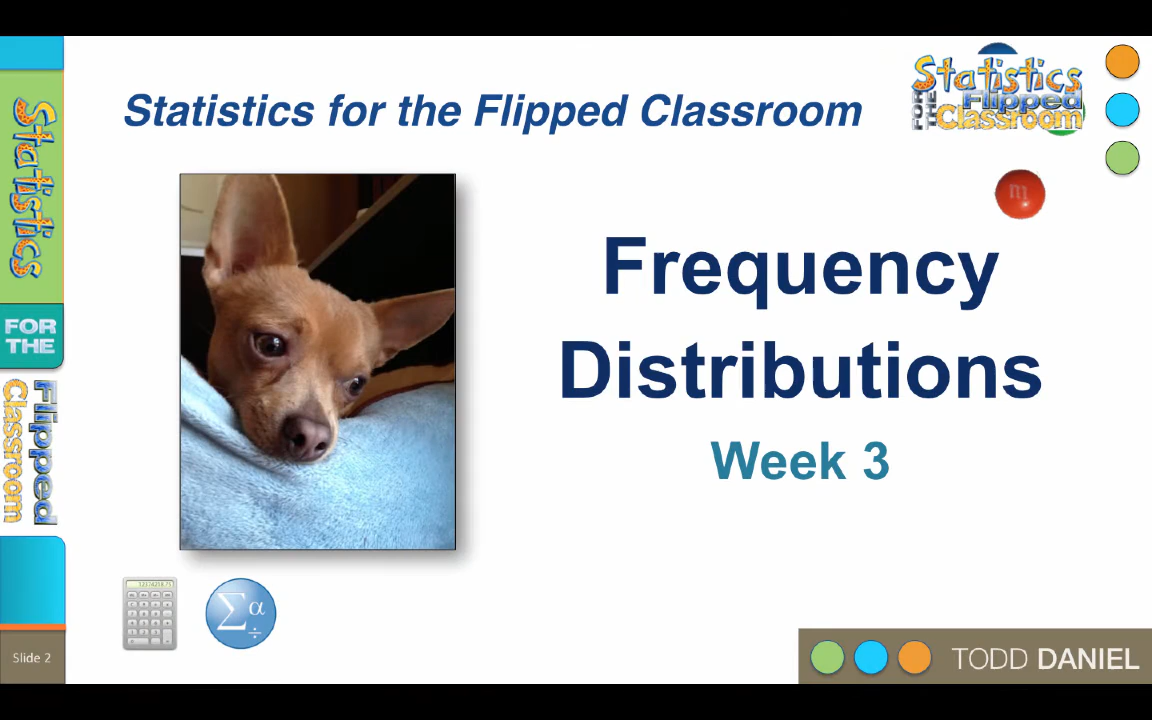 Statistics for the Flipped Classroom
Statistics
FOR THE
Flipped
Classroom
m
Frequency
Distributions
Week 3
Statistics
FOR
THE
Flipped
Classroom
Σ α
÷
Slide 2
TODD DANIEL